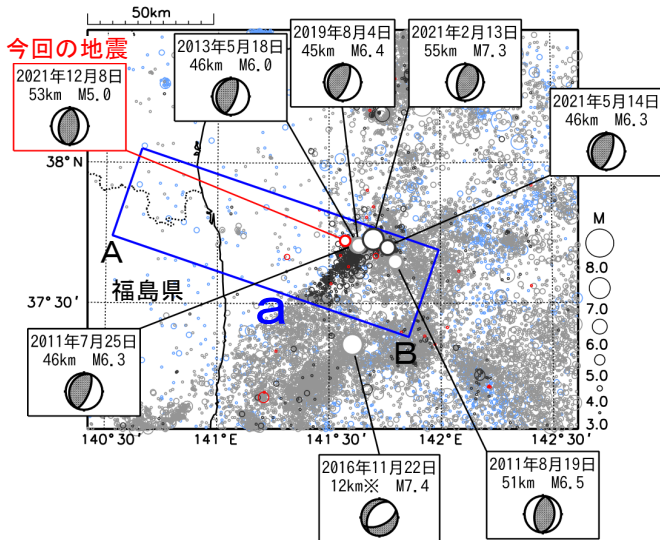 50km
今回の地震
2021年12月8日
53km M5.0
2013年5月18日
46km M6.0
2019年8月4日
45km M6.4
2021年2月13日
55km M7.3
2021年5月14日
46km M6.3
38°N
37°30′
A
福島県
a
B
M
8.0
7.0
6.0
5.0
4.0
3.0
2011年7月25日
46km M6.3
140°30′
141°E
141°30′
142°E
142°30′
2016年11月22日
12km※ M7.4
2011年8月19日
51km M6.5